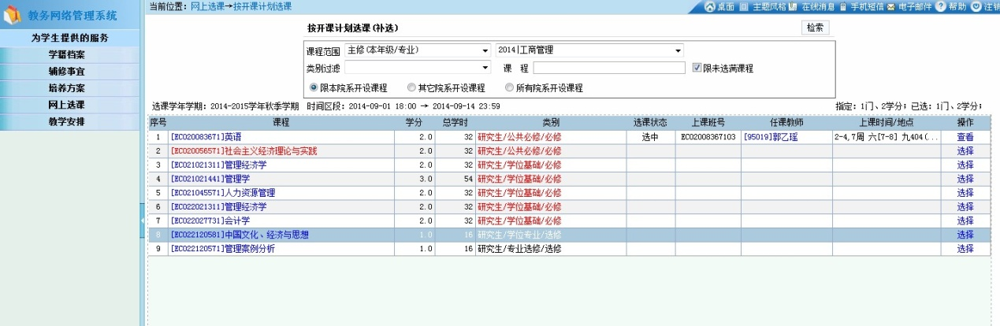 教务网络管理系统
当前位置：网上选课→按开课计划选课
桌面 主题风格 在线消息 手机短信 电子邮件 帮助 注销
为学生提供的服务
学籍档案
辅修事宜
培养方案
网上选课
教学安排
按开课计划选课(补选) 检索
课程范围 主修(本年级/专业) 2014|工商管理
类别过滤 课 程 限未选满课程
限本院系开设课程 其它院系开设课程 所有院系开设课程
选课学年学期：2014-2015学年秋季学期 时间区段：2014-09-01 18:00 → 2014-09-14 23:59 指定：1门、2学分；已选：1门、2学分；
序号 课程 学分 总学时 类别 选课状态 上课班号 任课教师 上课时间/地点 操作
1 [EC020083671]英语 2.0 32 研究生/公共必修/必修 选中 EC02008367103 [95019]郭乙瑶 2-4,7周 六[7-8] 九404(... 查看
2 [EC020056571]社会主义经济理论与实践 2.0 32 研究生/公共必修/必修 选择
3 [EC021021311]管理经济学 2.0 32 研究生/学位基础/必修 选择
4 [EC021021441]管理学 3.0 54 研究生/学位基础/必修 选择
5 [EC021045571]人力资源管理 2.0 32 研究生/学位基础/必修 选择
6 [EC022021311]管理经济学 2.0 32 研究生/学位基础/必修 选择
7 [EC022027731]会计学 2.0 32 研究生/学位基础/必修 选择
8 [EC022120581]中国文化、经济与思想 1.0 16 研究生/学位专业/选修 选择
9 [EC022120571]管理案例分析 1.0 16 研究生/专业选修/选修 选择